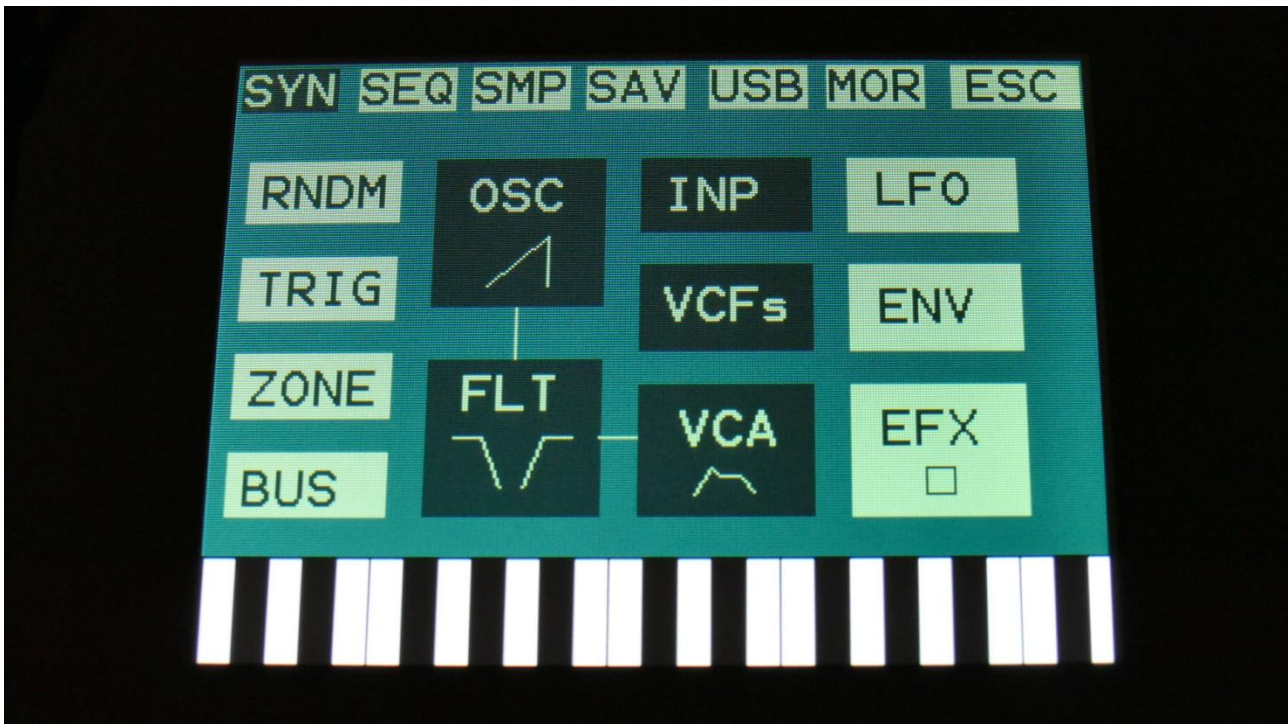 SYN SEQ SMP SAV USB MOR ESC
RNDM OSC INP LFO
TRIG VCFs ENV
ZONE FLT VCA EFX
BUS